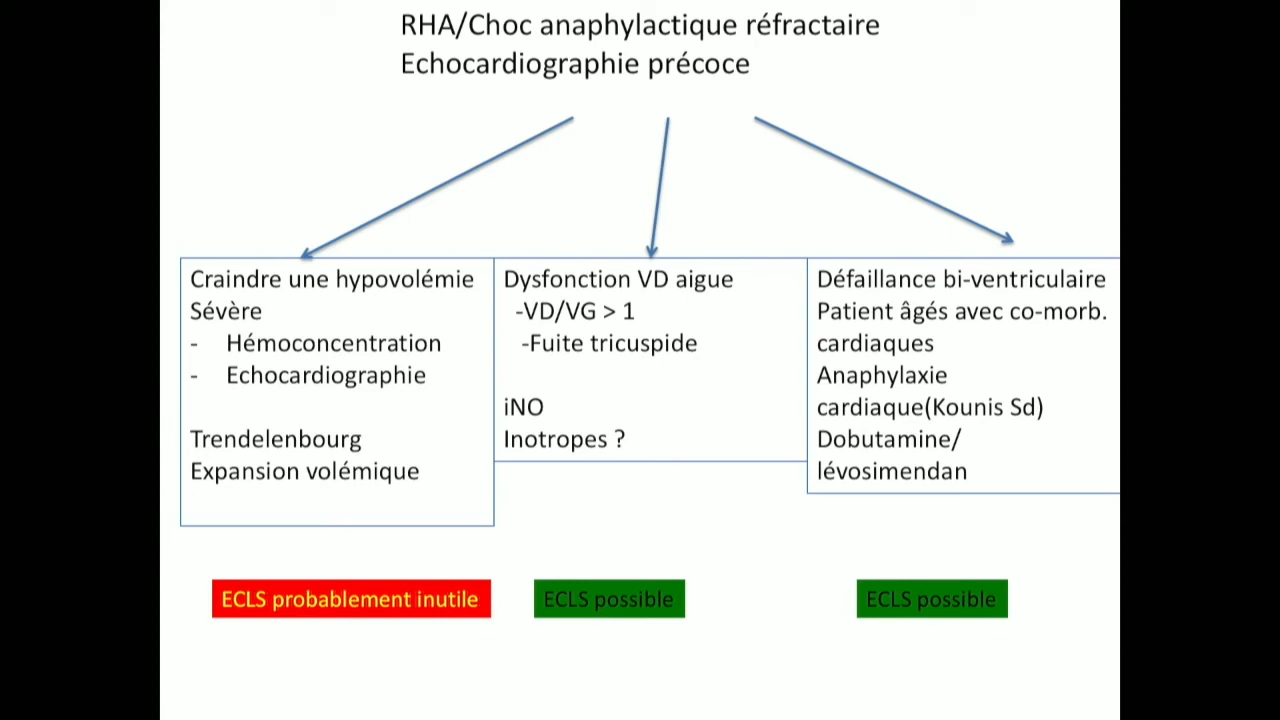 RHA/Choc anaphylactique réfractaire
Echocardiographie précoce
Craindre une hypovolémie
Sévère
- Hémoconcentration
- Echocardiographie
Trendelenbourg
Expansion volémique
Dysfonction VD aigue
-VD/VG > 1
-Fuite tricuspide
iNO
Inotropes ?
Défaillance bi-ventriculaire
Patient âgés avec co-morb.
cardiaques
Anaphylaxie
cardiaque(Kounis Sd)
Dobutamine/
lévosimendan
ECLS probablement inutile
ECLS possible
ECLS possible